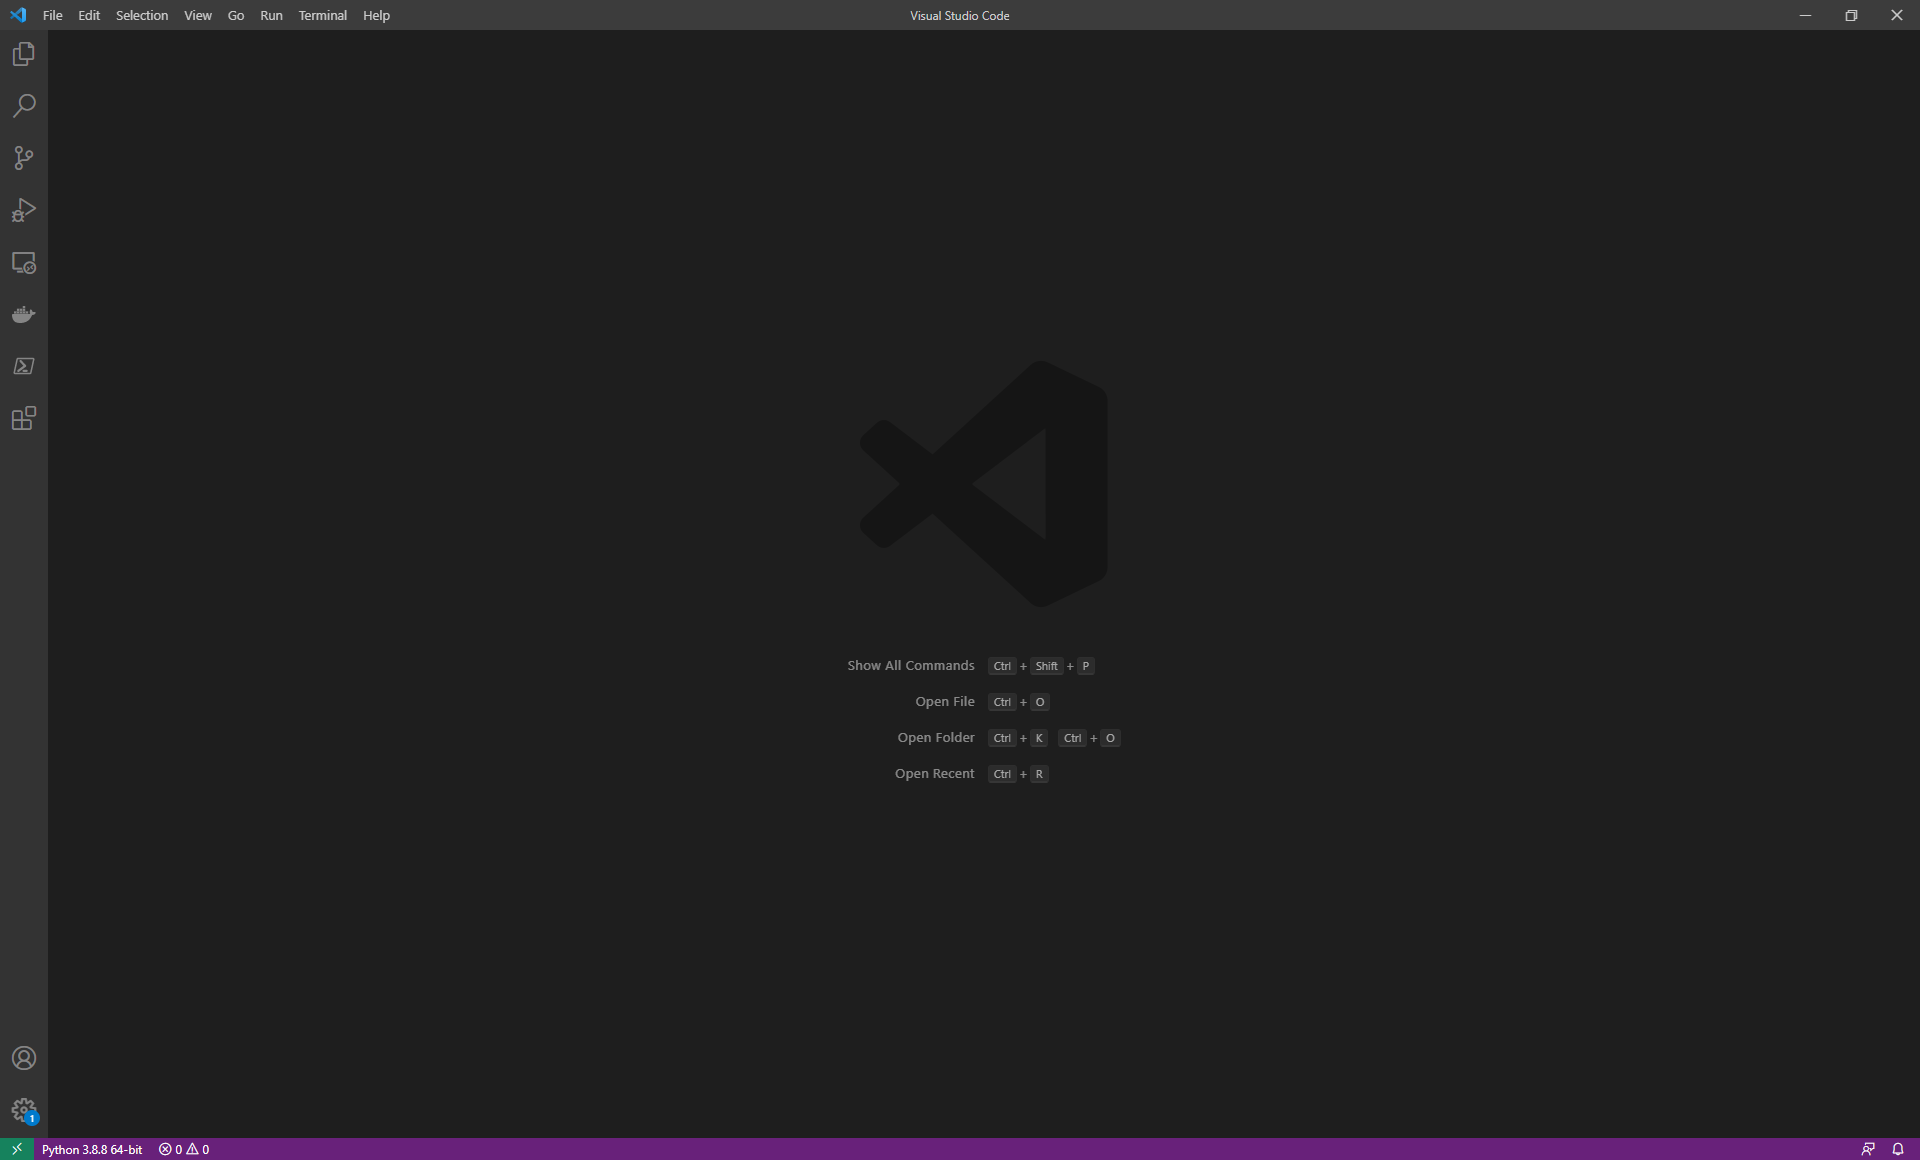 File Edit Selection View Go Run Terminal Help Visual Studio Code
Show All Commands Ctrl + Shift + P
Open File Ctrl + O
Open Folder Ctrl + K Ctrl + O
Open Recent Ctrl + R
1
Python 3.8.8 64-bit 0 0